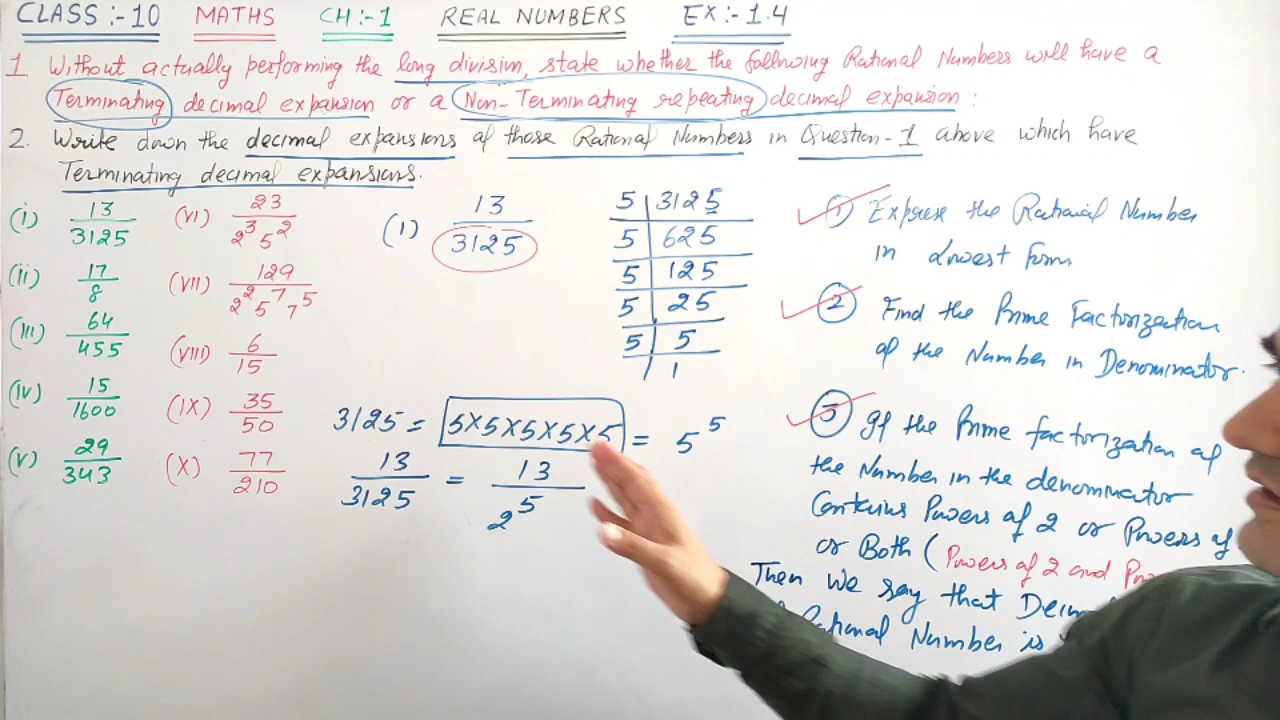 CLASS :- 10 MATHS CH :- 1 REAL NUMBERS EX :- 1.4
1. Without actually performing the long division, state whether the following Rational Numbers will have a
Terminating decimal expansion or a Non-Terminating repeating decimal expansion :
2. Write down the decimal expansions of those Rational Numbers in Question-1 above which have
Terminating decimal expansions.
(i) 13/3125
(ii) 17/8
(iii) 64/455
(iv) 15/1600
(v) 29/343
(vi) 23/2³5²
(vii) 129/2²5⁷7⁵
(viii) 6/15
(ix) 35/50
(x) 77/210
(1) 13/3125
5 | 3125
5 | 625
5 | 125
5 | 25
5 | 5
| 1
3125 = 5×5×5×5×5 = 5⁵
13/3125 = 13/2⁵
① Express the Rational Number
in Lowest Form
② Find the Prime Factorization
of the Number in Denominator.
③ If the Prime factorization of
the Number in the denominator
Contains Powers of 2 or Powers of
or Both (Powers of 2 and
Then we say that
Rational Number is